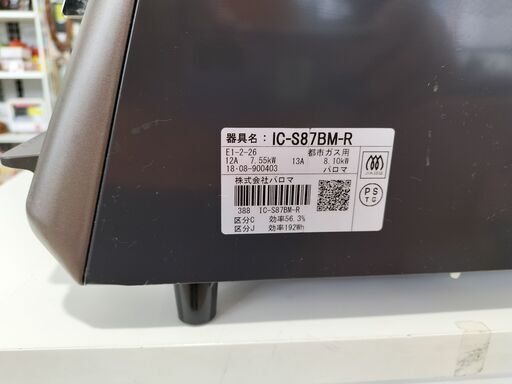 器具名： IC-S87BM-R
E1-2-26 都市ガス用
12A 7.55kW 13A 8.10kW
18・08-900403 パロマ
株式会社パロマ
388 IC-S87BM-R
区分C 効率56.3%
区分J 効率192Wh
PS
TG